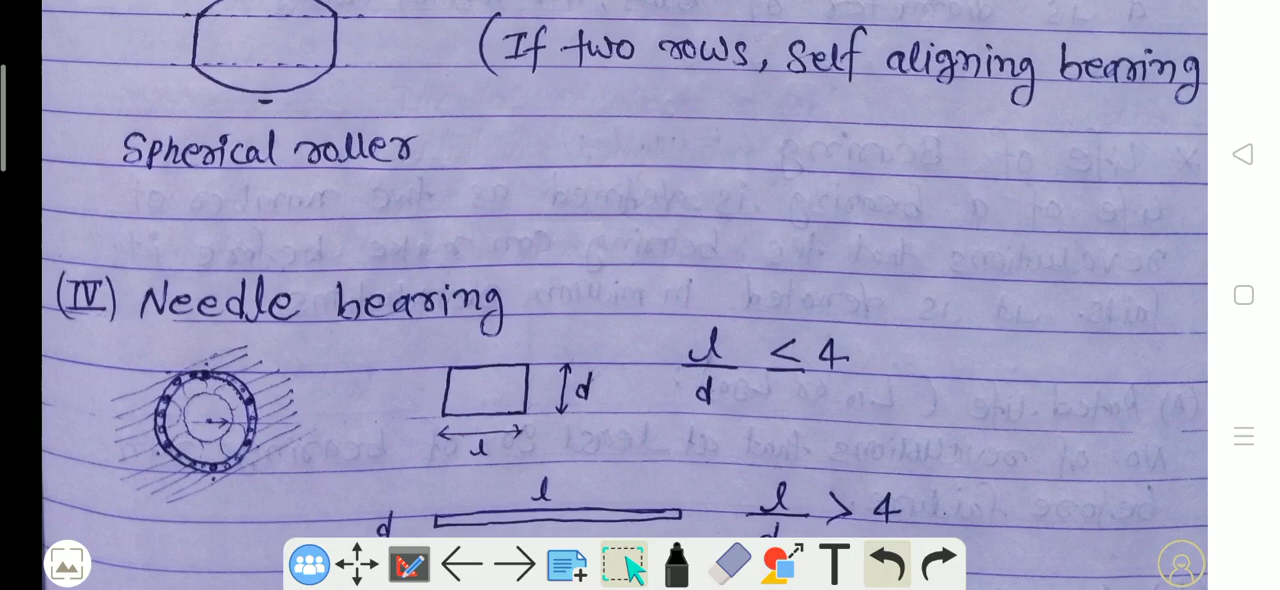 (If two rows, Self aligning bearing
Spherical roller
(IV) Needle bearing
l/d ≤ 4
d
l
l
l/d > 4
d
T